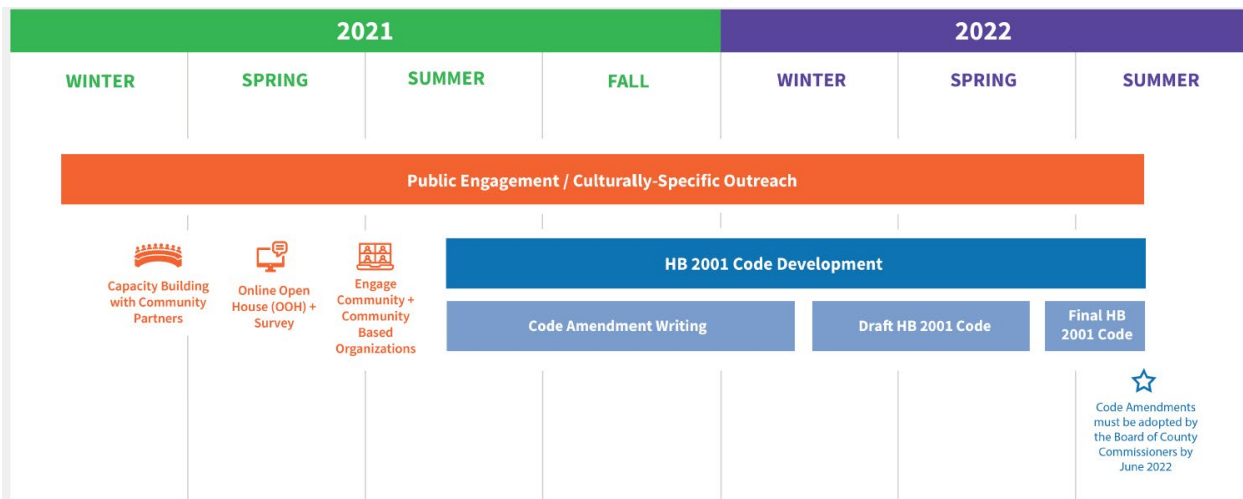 2021
2022
WINTER
SPRING
SUMMER
FALL
WINTER
SPRING
SUMMER
Public Engagement / Culturally-Specific Outreach
Capacity Building
with Community
Partners
Online Open
House (OOH) +
Survey
Engage
Community +
Community
Based
Organizations
HB 2001 Code Development
Code Amendment Writing
Draft HB 2001 Code
Final HB
2001 Code
Code Amendments
must be adopted by
the Board of County
Commissioners by
June 2022